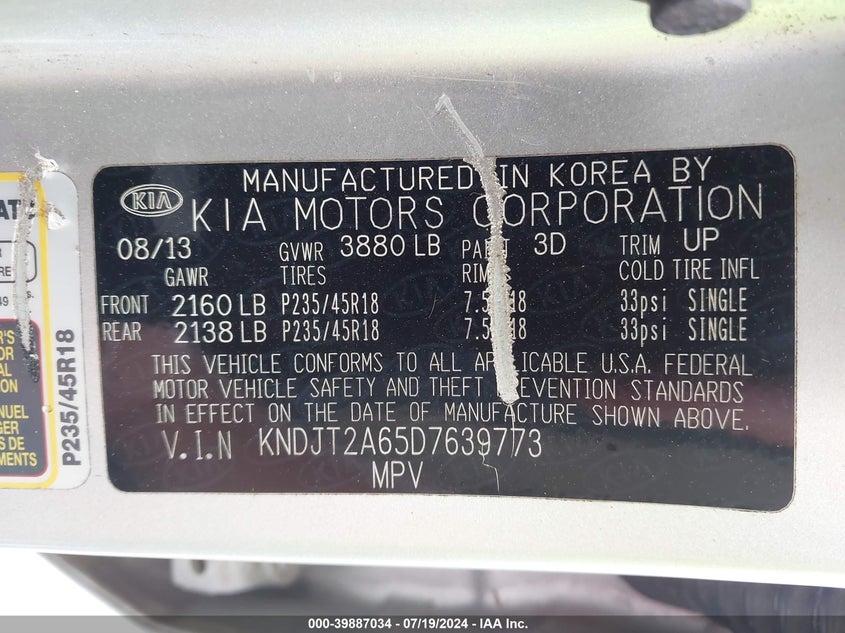 MANUFACTURED IN KOREA BY
KIA KIA MOTORS CORPORATION
08/13 GVWR 3880 LB PAINT 3D TRIM UP
GAWR TIRES RIM COLD TIRE INFL
FRONT 2160 LB P235/45R18 33psi SINGLE
REAR 2138 LB P235/45R18 33psi SINGLE
THIS VEHICLE CONFORMS TO ALL APPLICABLE U.S.A. FEDERAL
MOTOR VEHICLE SAFETY AND THEFT PREVENTION STANDARDS
IN EFFECT ON THE DATE OF MANUFACTURE SHOWN ABOVE.
V.I.N KNDJT2A65D7639773
MPV
P235/45R18
000-39887034 - 07/19/2024 - IAAI.com